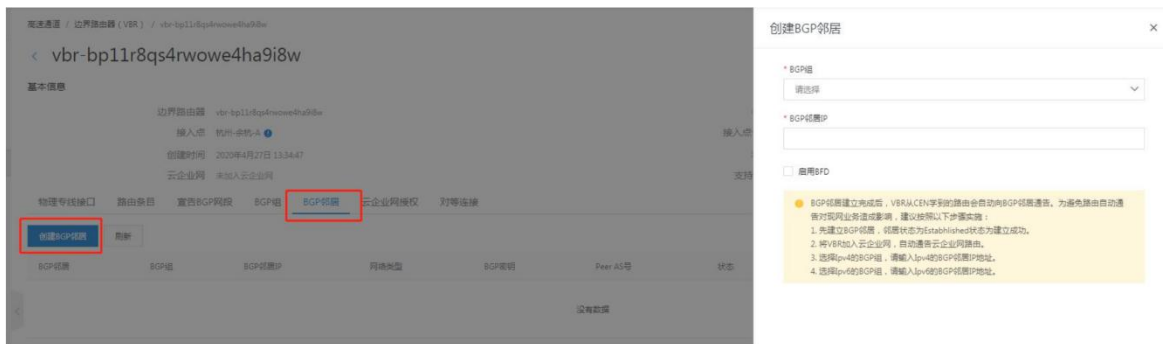 高速通道 / 边界路由器（VBR） / vbr-bp11r8qs4rwowe4ha9i8w
vbr-bp11r8qs4rwowe4ha9i8w
基本信息
边界路由器 vbr-bp11r8qs4rwowe4ha9i8w
接入点 杭州-余杭-A
接入点
创建时间 2020年4月27日 13:34:47
云企业网 未加入云企业网
支持
物理专线接口 路由条目 宣告BGP网段 BGP组 BGP邻居 云企业网授权 对等连接
创建BGP邻居 刷新
BGP邻居 BGP组 BGP邻居IP 网络类型 BGP密钥 Peer AS号 状态
没有数据
创建BGP邻居
* BGP组
请选择
* BGP邻居IP
启用BFD
BGP邻居建立完成后，VBR从CEN学到的路由会自动向BGP邻居通告。为避免路由自动通
告对现网业务造成影响，建议按照以下步骤实施：
1. 先建立BGP邻居，邻居状态为Estabhlished状态为建立成功。
2. 将VBR加入云企业网，自动通告云企业网路由。
3. 选择Ipv4的BGP组，请输入Ipv4的BGP邻居IP地址。
4. 选择Ipv6的BGP组，请输入Ipv6的BGP邻居IP地址。